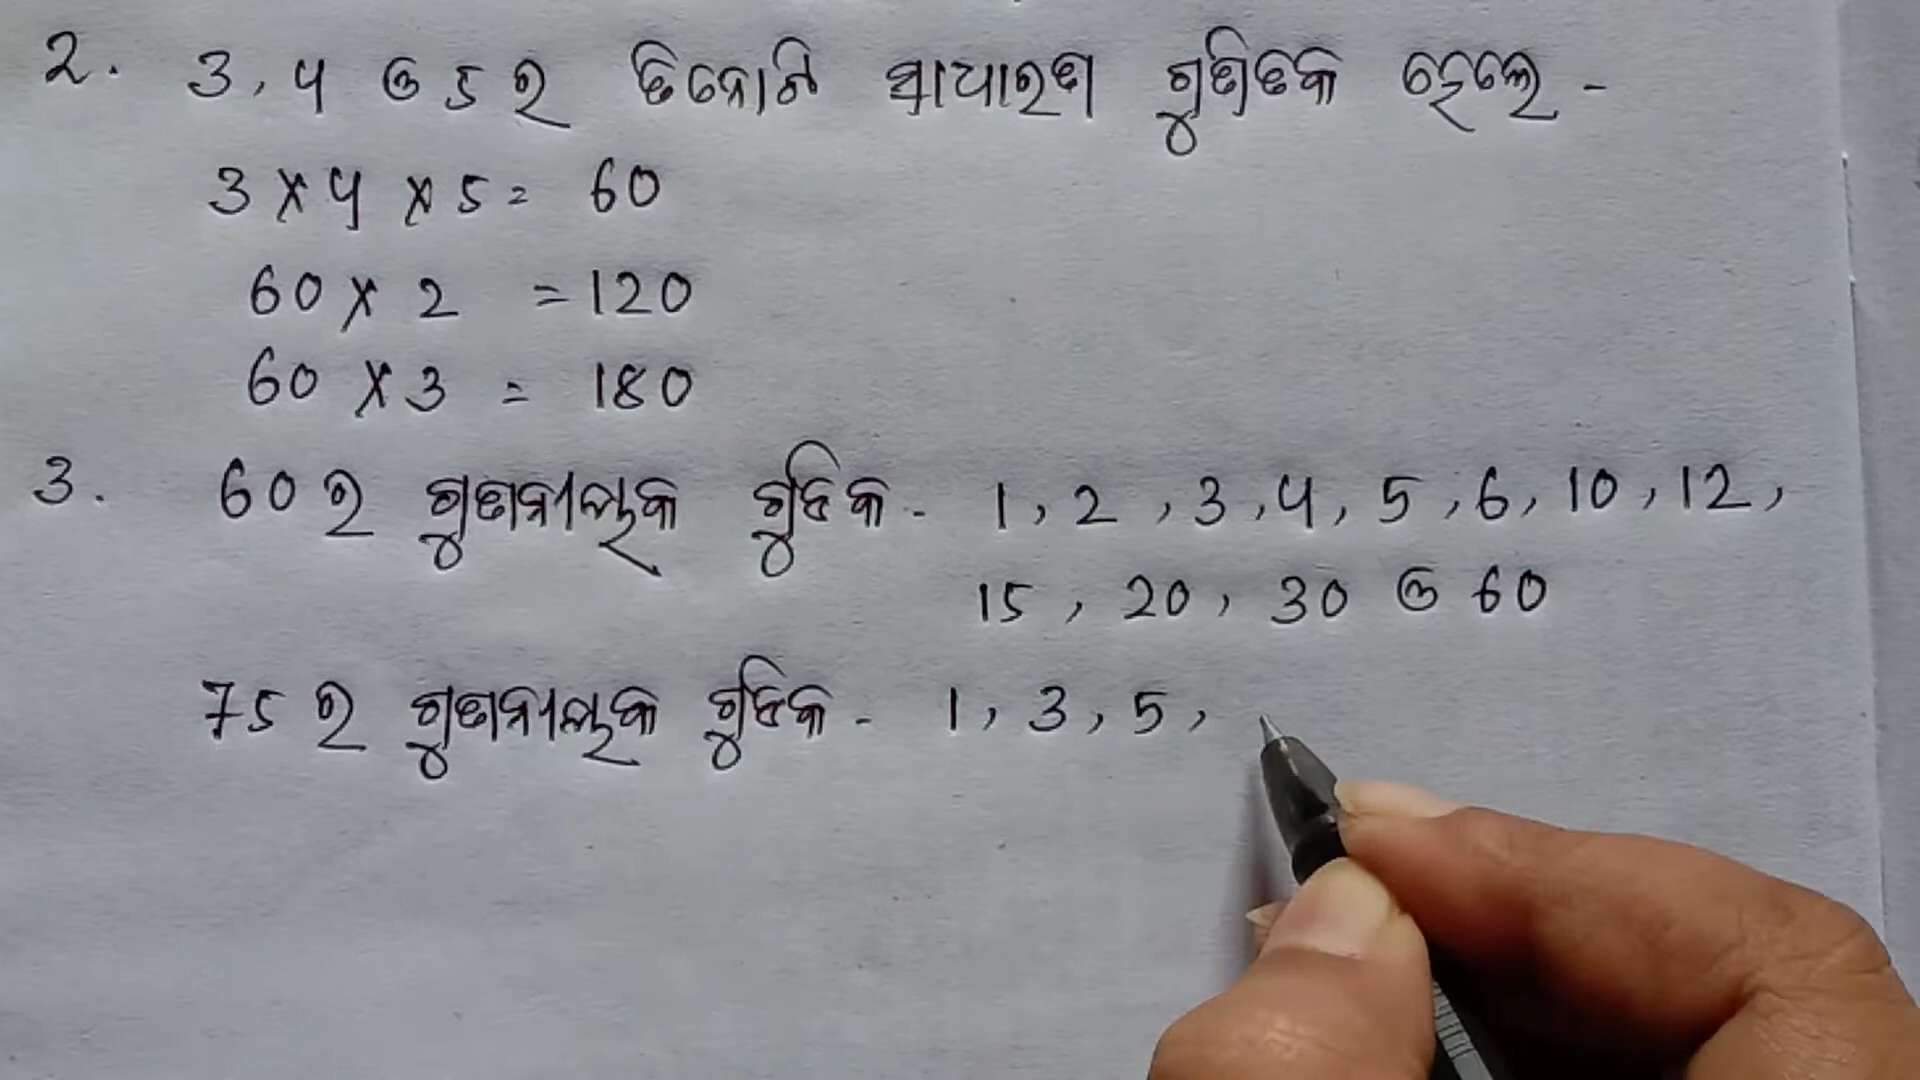 2. 3, 4 ଓ 5 ର ତିନୋଟି ସାଧାରଣ ଗୁଣିତକ ହେଲେ -
3 x 4 x 5 = 60
60 x 2 = 120
60 x 3 = 180
3. 60 ର ଗୁଣନୀୟକ ଗୁଡିକ - 1, 2, 3, 4, 5, 6, 10, 12,
15, 20, 30 ଓ 60
75 ର ଗୁଣନୀୟକ ଗୁଡିକ - 1, 3, 5,